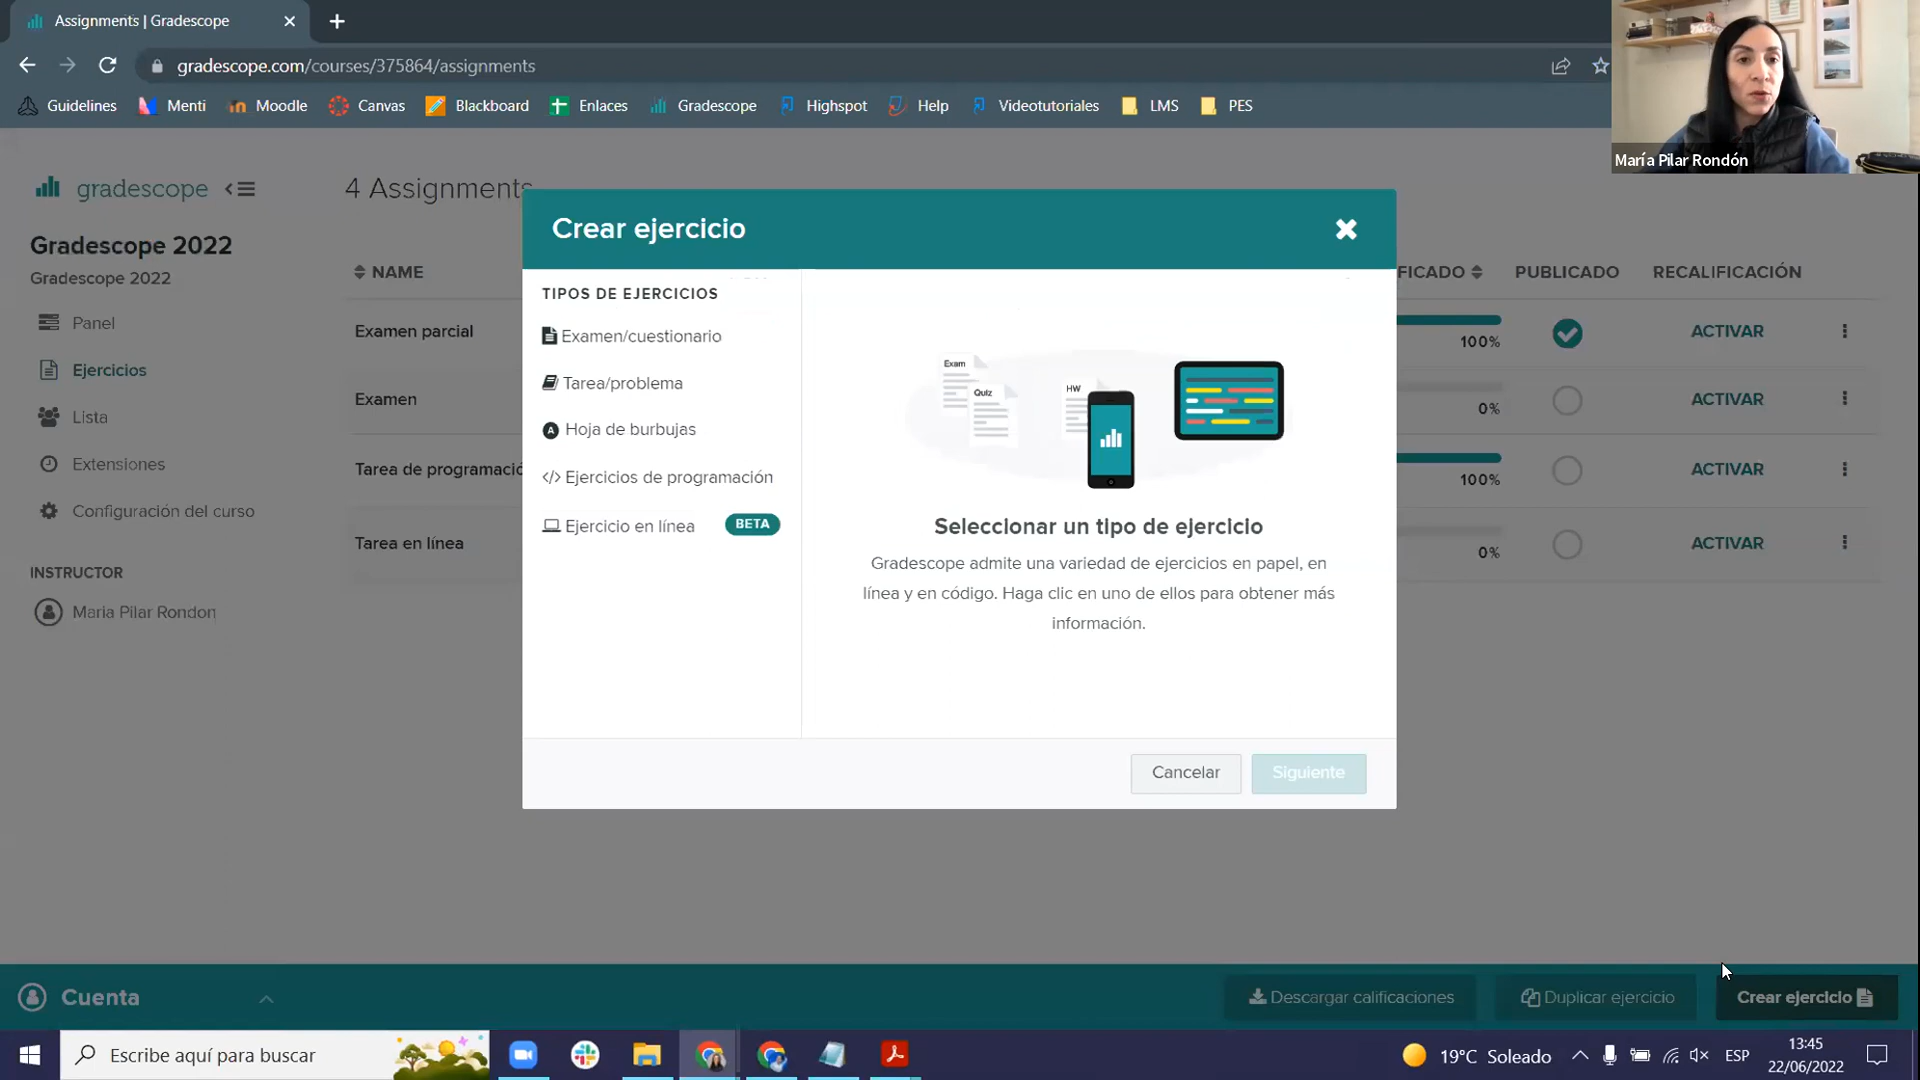 Assignments | Gradescope
gradescope.com/courses/375864/assignments
Guidelines Menti Moodle Canvas Blackboard Enlaces Gradescope Highspot Help Videotutoriales LMS PES
María Pilar Rondón
gradescope
Gradescope 2022
Gradescope 2022
Panel
Ejercicios
Lista
Extensiones
Configuración del curso
INSTRUCTOR
Maria Pilar Rondon
4 Assignments
NAME
FICADO PUBLICADO RECALIFICACIÓN
Examen parcial
100% ACTIVAR
Examen
0% ACTIVAR
Tarea de programació
100% ACTIVAR
Tarea en línea
0% ACTIVAR
Crear ejercicio
TIPOS DE EJERCICIOS
Examen/cuestionario
Tarea/problema
A Hoja de burbujas
</> Ejercicios de programación
Ejercicio en línea BETA
Exam
Quiz
HW
Seleccionar un tipo de ejercicio
Gradescope admite una variedad de ejercicios en papel, en
línea y en código. Haga clic en uno de ellos para obtener más
información.
Cancelar Siguiente
Cuenta
Descargar calificaciones Duplicar ejercicio Crear ejercicio
Escribe aquí para buscar
19°C Soleado
ESP
13:45
22/06/2022